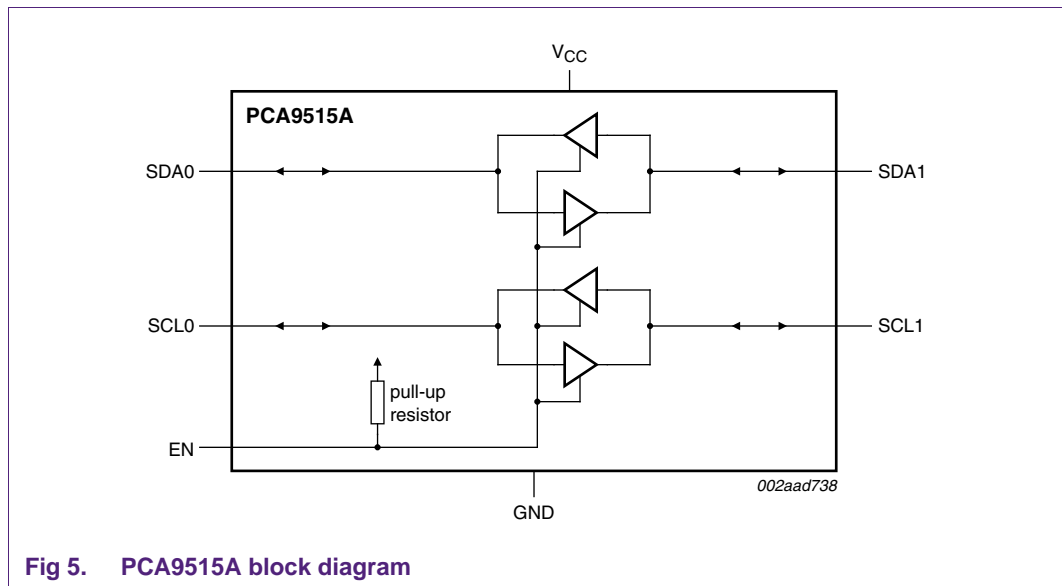 VCC
PCA9515A
SDA0
SDA1
SCL0
SCL1
pull-up
resistor
EN
002aad738
GND
Fig 5. PCA9515A block diagram